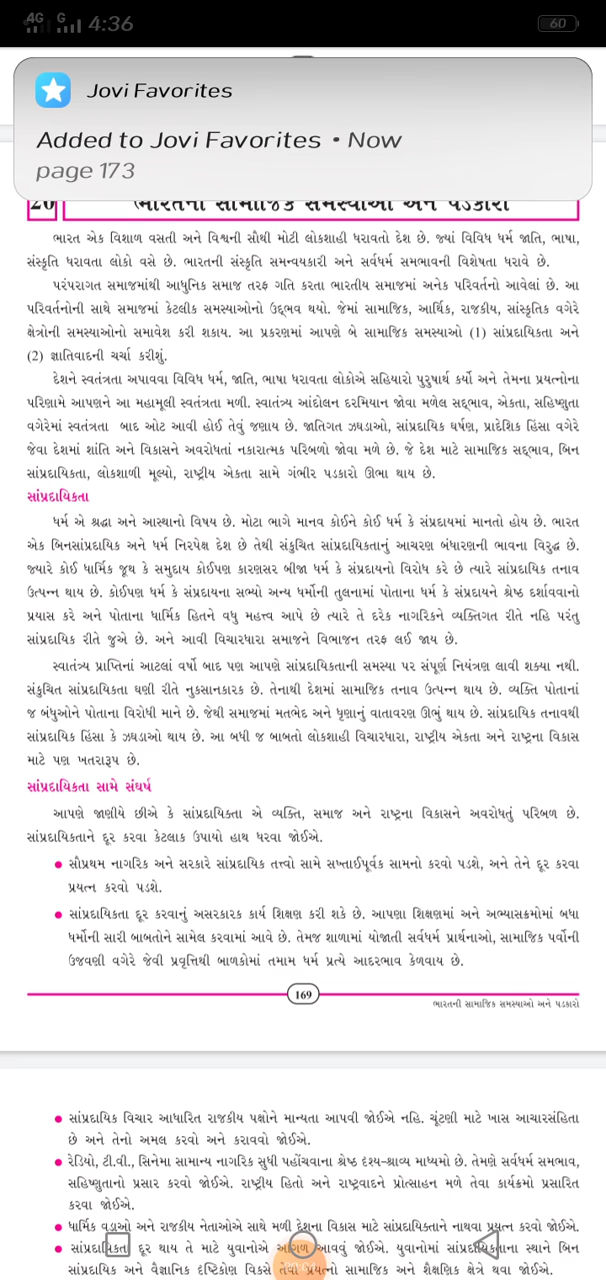 4G G 4:36 60
Jovi Favorites
Added to Jovi Favorites • Now
page 173
20 ભારતની સામાજિક સમસ્યાઓ અને પડકારો
ભારત એક વિશાળ વસતી અને વિશ્વની સૌથી મોટી લોકશાહી ધરાવતો દેશ છે. જ્યાં વિવિધ ધર્મ જાતિ, ભાષા,
સંસ્કૃતિ ધરાવતા લોકો વસે છે. ભારતની સંસ્કૃતિ સમન્વયકારી અને સર્વધર્મ સમભાવની વિશેષતા ધરાવે છે.
પરંપરાગત સમાજમાંથી આધુનિક સમાજ તરફ ગતિ કરતા ભારતીય સમાજમાં અનેક પરિવર્તનો આવેલાં છે. આ
પરિવર્તનોની સાથે સમાજમાં કેટલીક સમસ્યાઓનો ઉદ્ભવ થયો. જેમાં સામાજિક, આર્થિક, રાજકીય, સાંસ્કૃતિક વગેરે
ક્ષેત્રોની સમસ્યાઓનો સમાવેશ કરી શકાય. આ પ્રકરણમાં આપણે બે સામાજિક સમસ્યાઓ (1) સાંપ્રદાયિકતા અને
(2) જ્ઞાતિવાદની ચર્ચા કરીશું.
દેશને સ્વતંત્રતા અપાવવા વિવિધ ધર્મ, જાતિ, ભાષા ધરાવતા લોકોએ સહિયારો પુરુષાર્થ કર્યો અને તેમના પ્રયત્નોના
પરિણામે આપણને આ મહામૂલી સ્વતંત્રતા મળી. સ્વાતંત્ર્ય આંદોલન દરમિયાન જોવા મળેલ સદ્ભાવ, એકતા, સહિષ્ણુતા
વગેરેમાં સ્વતંત્રતા બાદ ઓટ આવી હોઈ તેવું જણાય છે. જાતિગત ઝઘડાઓ, સાંપ્રદાયિક ઘર્ષણ, પ્રાદેશિક હિંસા વગેરે
જેવા દેશમાં શાંતિ અને વિકાસને અવરોધતાં નકારાત્મક પરિબળો જોવા મળે છે. જે દેશ માટે સામાજિક સદ્ભાવ, બિન
સાંપ્રદાયિકતા, લોકશાળી મૂલ્યો, રાષ્ટ્રીય એકતા સામે ગંભીર પડકારો ઊભા થાય છે.
સાંપ્રદાયિકતા
ધર્મ એ શ્રદ્ધા અને આસ્થાનો વિષય છે. મોટા ભાગે માનવ કોઈને કોઈ ધર્મ કે સંપ્રદાયમાં માનતો હોય છે. ભારત
એક બિનસાંપ્રદાયિક અને ધર્મ નિરપેક્ષ દેશ છે તેથી સંકુચિત સાંપ્રદાયિકતાનું આચરણ બંધારણની ભાવના વિરુદ્ધ છે.
જ્યારે કોઈ ધાર્મિક જૂથ કે સમુદાય કોઈપણ કારણસર બીજા ધર્મ કે સંપ્રદાયનો વિરોધ કરે છે ત્યારે સાંપ્રદાયિક તનાવ
ઉત્પન્ન થાય છે. કોઈપણ ધર્મ કે સંપ્રદાયના સભ્યો અન્ય ધર્મોની તુલનામાં પોતાના ધર્મ કે સંપ્રદાયને શ્રેષ્ઠ દર્શાવવાનો
પ્રયાસ કરે અને પોતાના ધાર્મિક હિતને વધુ મહત્ત્વ આપે છે ત્યારે તે દરેક નાગરિકને વ્યક્તિગત રીતે નહિ પરંતુ
સાંપ્રદાયિક રીતે જુએ છે. અને આવી વિચારધારા સમાજને વિભાજન તરફ લઈ જાય છે.
સ્વાતંત્ર્ય પ્રાપ્તિનાં આટલાં વર્ષો બાદ પણ આપણે સાંપ્રદાયિકતાની સમસ્યા પર સંપૂર્ણ નિયંત્રણ લાવી શક્યા નથી.
સંકુચિત સાંપ્રદાયિકતા ઘણી રીતે નુકસાનકારક છે. તેનાથી દેશમાં સામાજિક તનાવ ઉત્પન્ન થાય છે. વ્યક્તિ પોતાનાં
જ બંધુઓને પોતાના વિરોધી માને છે. જેથી સમાજમાં મતભેદ અને ધૃણાનું વાતાવરણ ઊભું થાય છે. સાંપ્રદાયિક તનાવથી
સાંપ્રદાયિક હિંસા કે ઝઘડાઓ થાય છે. આ બધી જ બાબતો લોકશાહી વિચારધારા, રાષ્ટ્રીય એકતા અને રાષ્ટ્રના વિકાસ
માટે પણ ખતરારૂપ છે.
સાંપ્રદાયિકતા સામે સંઘર્ષ
આપણે જાણીયે છીએ કે સાંપ્રદાયિક્તા એ વ્યક્તિ, સમાજ અને રાષ્ટ્રના વિકાસને અવરોધતું પરિબળ છે.
સાંપ્રદાયિકતાને દૂર કરવા કેટલાક ઉપાયો હાથ ધરવા જોઈએ.
● સૌપ્રથમ નાગરિક અને સરકારે સાંપ્રદાયિક તત્ત્વો સામે સખ્તાઈપૂર્વક સામનો કરવો પડશે, અને તેને દૂર કરવા
પ્રયત્ન કરવો પડશે.
● સાંપ્રદાયિકતા દૂર કરવાનું અસરકારક કાર્ય શિક્ષણ કરી શકે છે. આપણા શિક્ષણમાં અને અભ્યાસક્રમોમાં બધા
ધર્મોની સારી બાબતોને સામેલ કરવામાં આવે છે. તેમજ શાળામાં યોજાતી સર્વધર્મ પ્રાર્થનાઓ, સામાજિક પર્વોની
ઉજવણી વગેરે જેવી પ્રવૃત્તિથી બાળકોમાં તમામ ધર્મ પ્રત્યે આદરભાવ કેળવાય છે.
169
ભારતની સામાજિક સમસ્યાઓ અને પડકારો
● સાંપ્રદાયિક વિચાર આધારિત રાજકીય પક્ષોને માન્યતા આપવી જોઈએ નહિ. ચૂંટણી માટે ખાસ આચારસંહિતા
છે અને તેનો અમલ કરવો અને કરાવવો જોઈએ.
● રેડિયો, ટી.વી., સિનેમા સામાન્ય નાગરિક સુધી પહોંચવાના શ્રેષ્ઠ દૃશ્ય-શ્રાવ્ય માધ્યમો છે. તેમણે સર્વધર્મ સમભાવ,
સહિષ્ણુતાનો પ્રસાર કરવો જોઈએ. રાષ્ટ્રીય હિતો અને રાષ્ટ્રવાદને પ્રોત્સાહન મળે તેવા કાર્યક્રમો પ્રસારિત
કરવા જોઈએ.
● ધાર્મિક વડાઓ અને રાજકીય નેતાઓએ સાથે મળી દેશના વિકાસ માટે સાંપ્રદાયિક્તાને નાથવા પ્રયત્ન કરવો જોઈએ.
● સાંપ્રદાયિકતા દૂર થાય તે માટે યુવાનોએ આગળ આવવું જોઈએ. યુવાનોમાં સાંપ્રદાયિકતાના સ્થાને બિન
સાંપ્રદાયિક અને વૈજ્ઞાનિક દૃષ્ટિકોણ વિકસે તેવા પ્રયત્નો સામાજિક અને શૈક્ષણિક ક્ષેત્રે થવા જોઈએ.